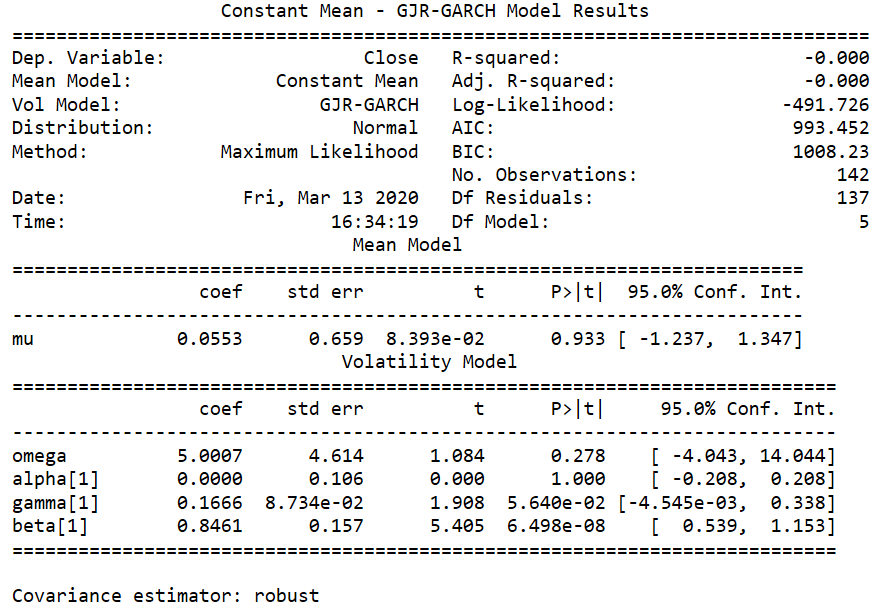 Constant Mean - GJR-GARCH Model Results                    
==============================================================================
Dep. Variable:                  Close   R-squared:                      -0.000
Mean Model:             Constant Mean   Adj. R-squared:                 -0.000
Vol Model:                  GJR-GARCH   Log-Likelihood:               -491.726
Distribution:                  Normal   AIC:                           993.452
Method:            Maximum Likelihood   BIC:                           1008.23
                                        No. Observations:                  142
Date:                Fri, Mar 13 2020   Df Residuals:                      137
Time:                        16:34:19   Df Model:                            5
                               Mean Model                               
========================================================================
                 coef    std err          t      P>|t|  95.0% Conf. Int.
------------------------------------------------------------------------
mu             0.0553      0.659  8.393e-02      0.933 [ -1.237,  1.347]
                              Volatility Model                             
===========================================================================
                 coef    std err          t      P>|t|     95.0% Conf. Int.
---------------------------------------------------------------------------
omega          5.0007      4.614      1.084      0.278    [ -4.043, 14.044]
alpha[1]       0.0000      0.106      0.000      1.000    [ -0.208,  0.208]
gamma[1]       0.1666  8.734e-02      1.908  5.640e-02 [-4.545e-03,  0.338]
beta[1]        0.8461      0.157      5.405  6.498e-08    [  0.539,  1.153]
===========================================================================

Covariance estimator: robust